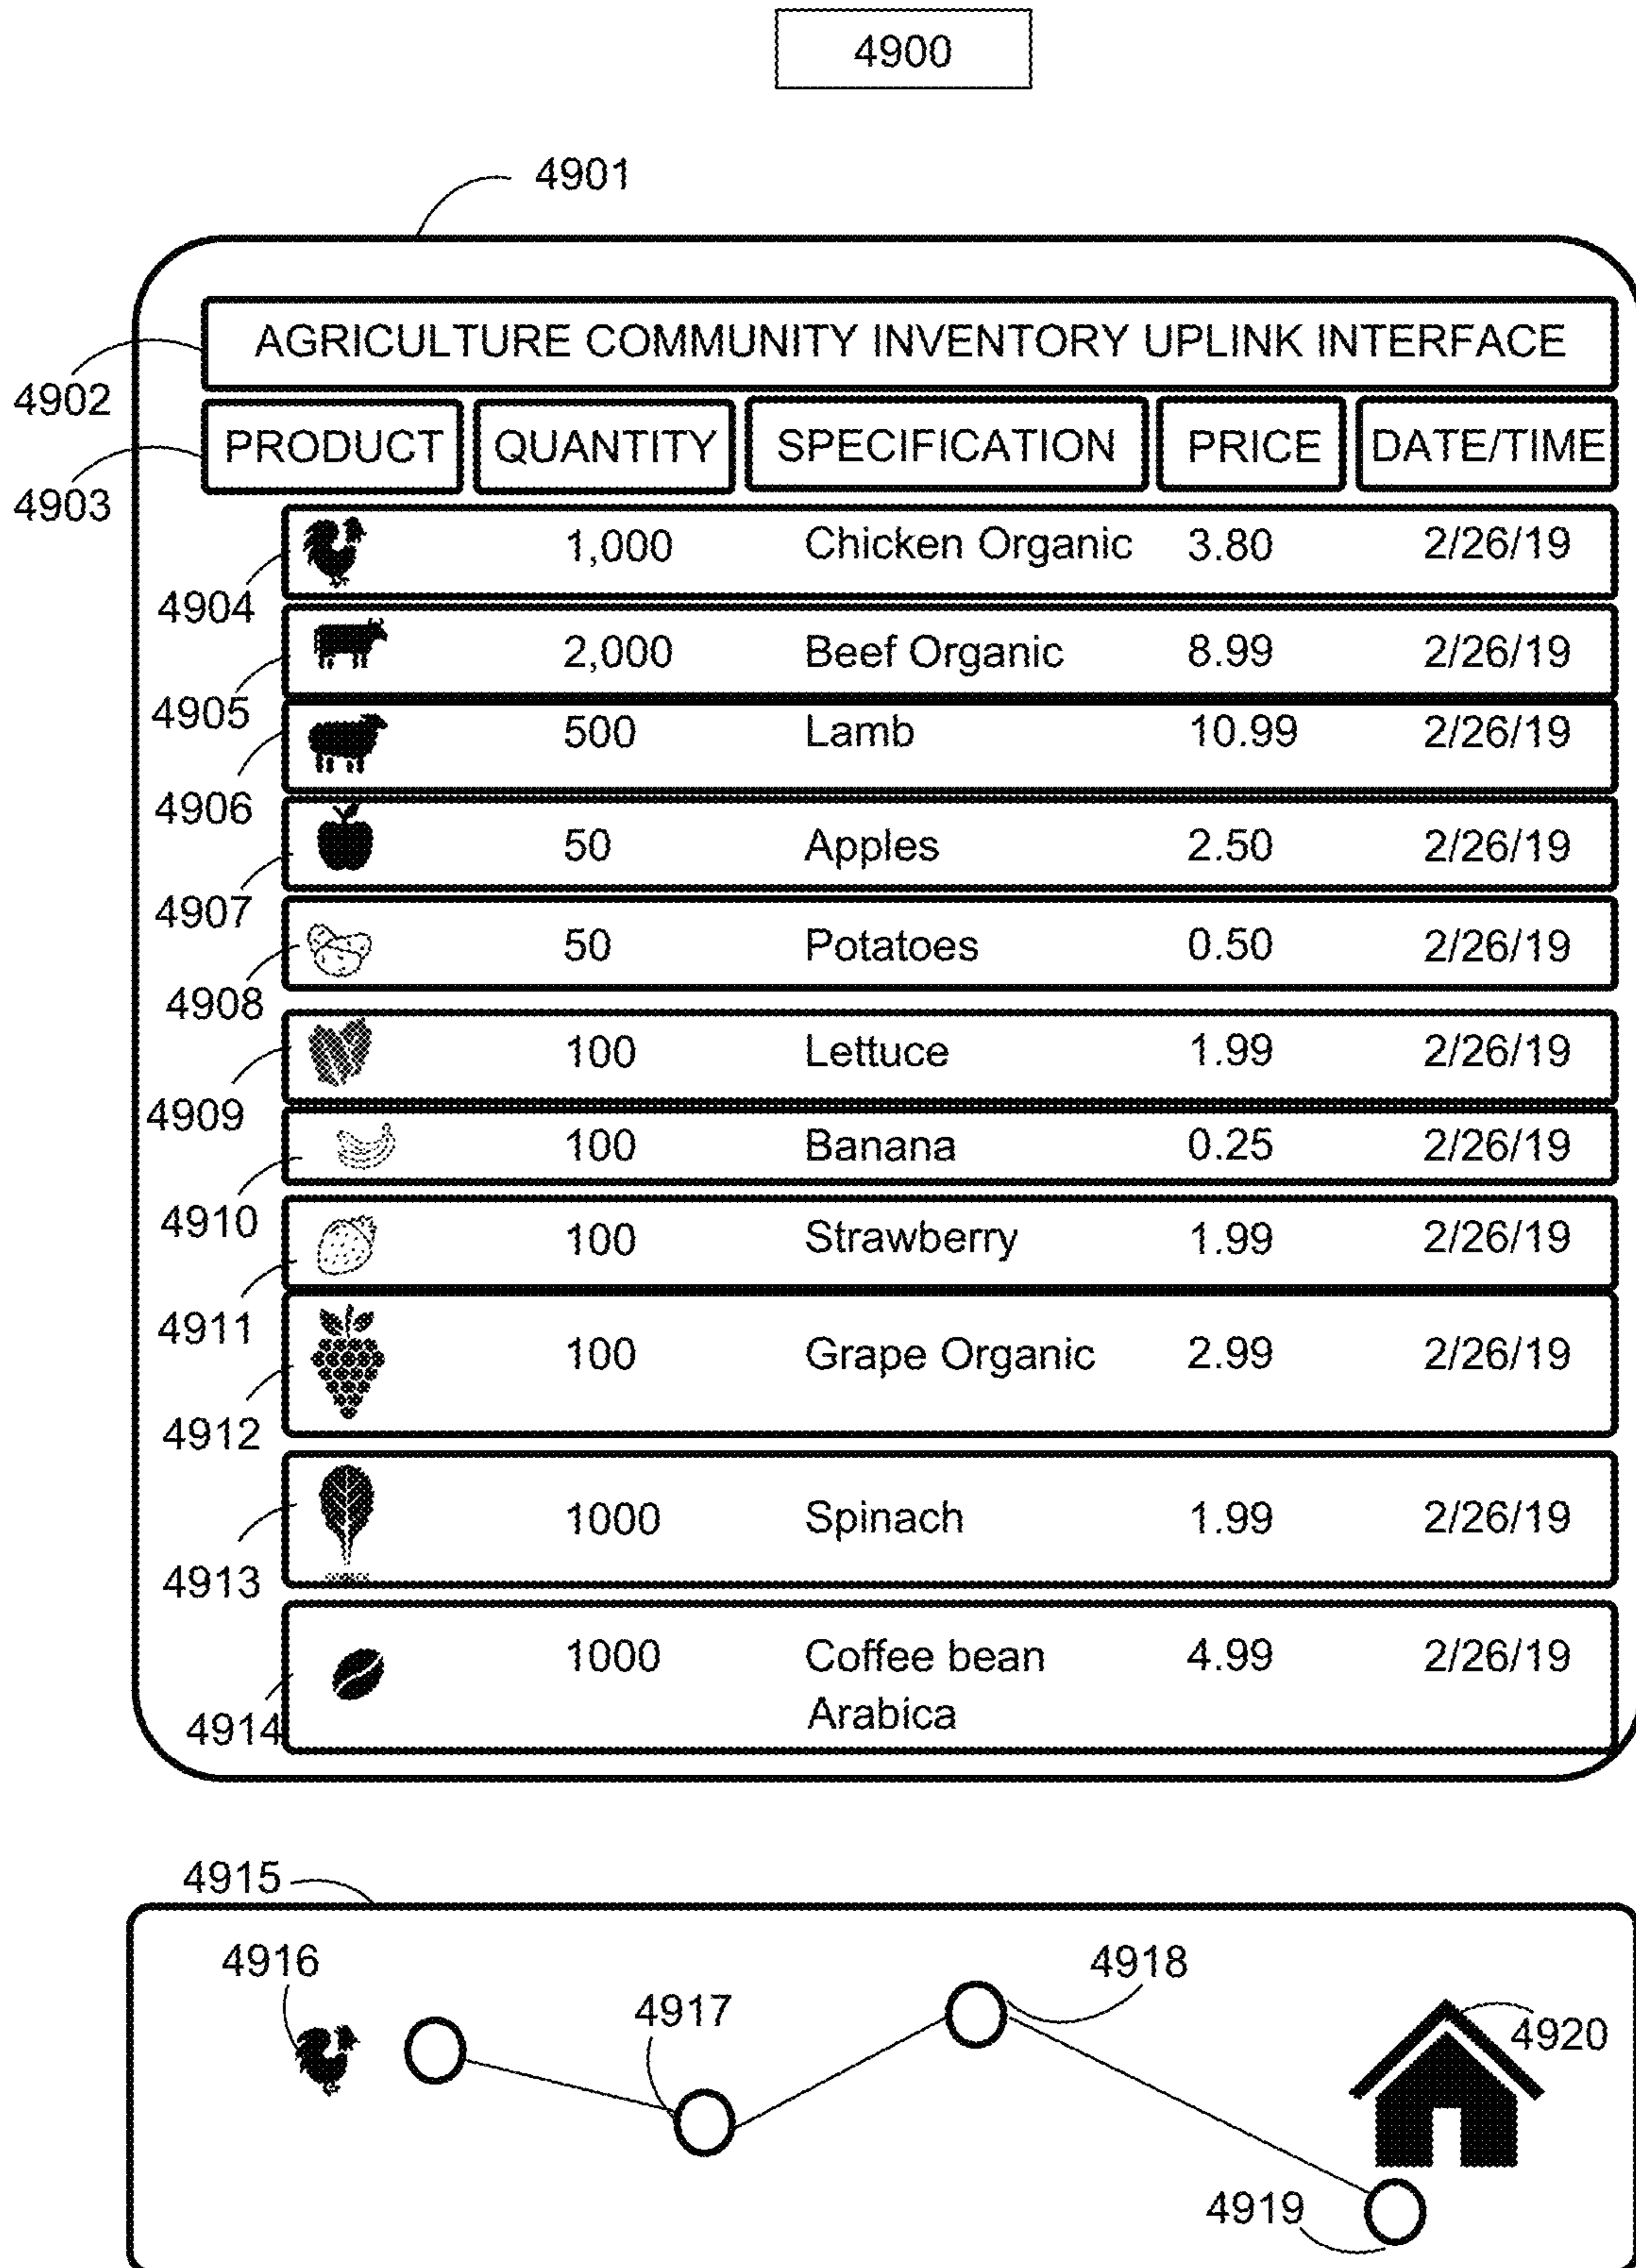 4900
4901
AGRICULTURE COMMUNITY INVENTORY UPLINK INTERFACE
4902
PRODUCT QUANTITY SPECIFICATION PRICE DATE/TIME
4903
1,000 Chicken Organic 3.80 2/26/19
4904
2,000 Beef Organic 8.99 2/26/19
4905
500 Lamb 10.99 2/26/19
4906
50 Apples 2.50 2/26/19
4907
50 Potatoes 0.50 2/26/19
4908
100 Lettuce 1.99 2/26/19
4909
100 Banana 0.25 2/26/19
4910
100 Strawberry 1.99 2/26/19
4911
100 Grape Organic 2.99 2/26/19
4912
1000 Spinach 1.99 2/26/19
4913
1000 Coffee bean 4.99 2/26/19
Arabica
4914
4915
4916 4918
4917
4920
4919